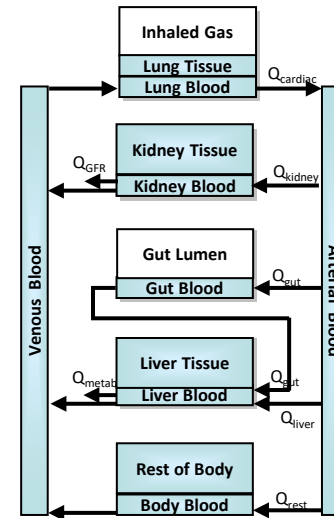 Inhaled Gas
Lung Tissue
Lung Blood
Qcardiac
Kidney Tissue
QGFR
Kidney Blood
Qkidney
Gut Lumen
Gut Blood
Qgut
Liver Tissue
Qmetab
Liver Blood
Qgut
Qliver
Rest of Body
Body Blood
Qrest
Venous Blood
Arterial Blood